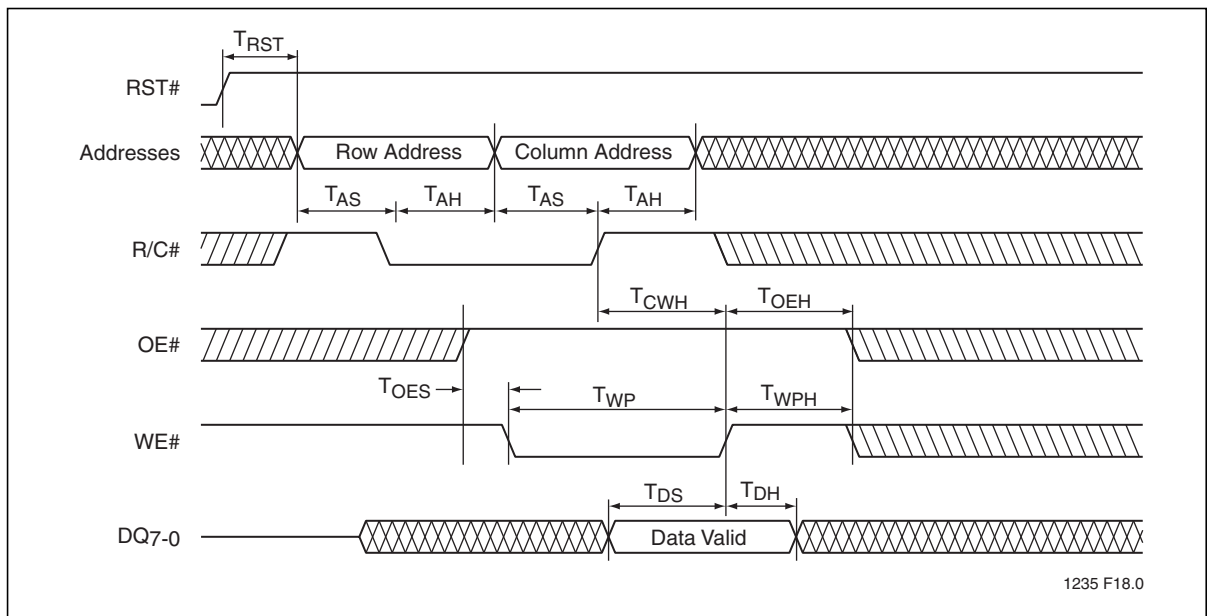 TRST
RST#
Addresses Row Address Column Address
TAS TAH TAS TAH
R/C#
TCWH TOEH
OE#
TOES TWP TWPH
WE#
TDS TDH
DQ7-0 Data Valid
1235 F18.0